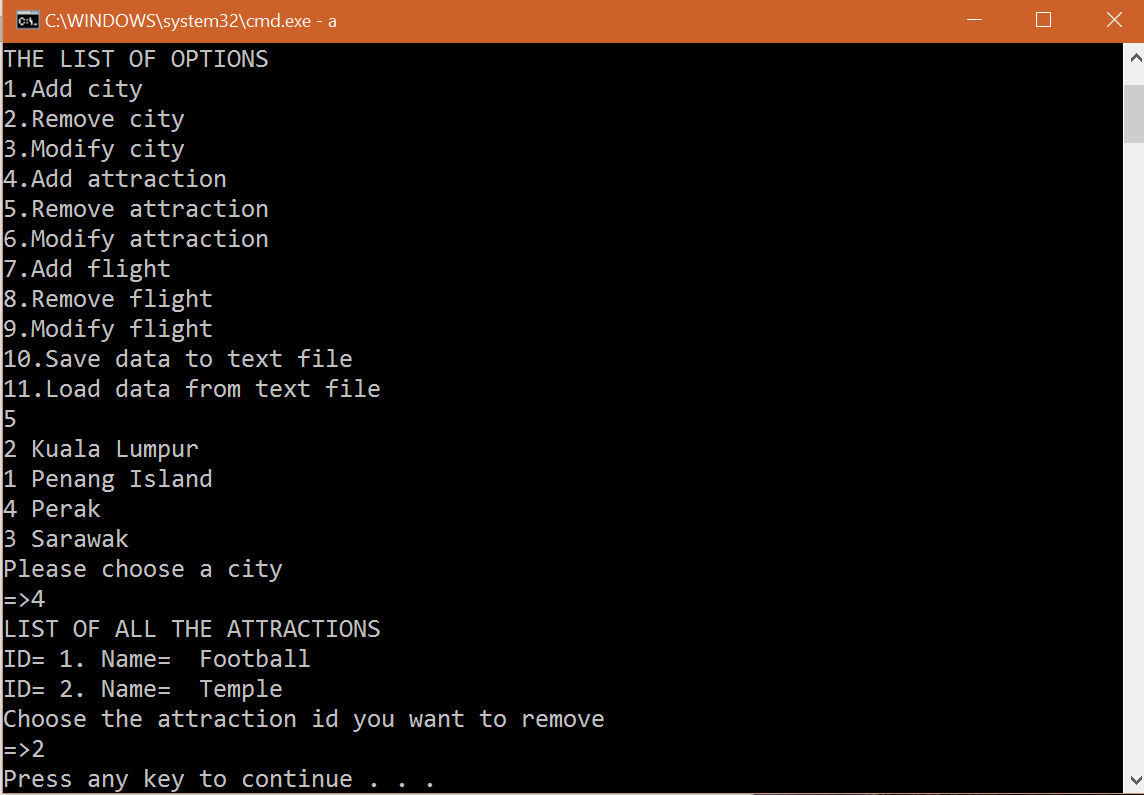 C:\WINDOWS\system32\cmd.exe - a
THE LIST OF OPTIONS
1.Add city
2.Remove city
3.Modify city
4.Add attraction
5.Remove attraction
6.Modify attraction
7.Add flight
8.Remove flight
9.Modify flight
10.Save data to text file
11.Load data from text file
5
2 Kuala Lumpur
1 Penang Island
4 Perak
3 Sarawak
Please choose a city
=>4
LIST OF ALL THE ATTRACTIONS
ID= 1. Name=  Football
ID= 2. Name=  Temple
Choose the attraction id you want to remove
=>2
Press any key to continue . . .